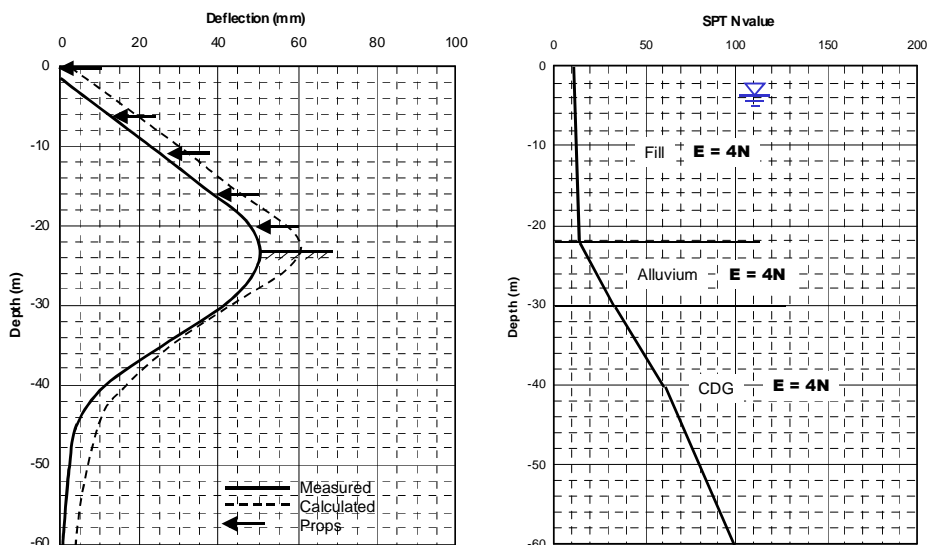 Deflection (mm)
0 20 40 60 80 100
0
-10
-20
-30
-40
-50
-60
Depth (m)
Measured
Calculated
Props
SPT N value
0 50 100 150 200
0
-10
-20
-30
-40
-50
-60
Depth (m)
Fill E = 4N
Alluvium E = 4N
CDG E = 4N